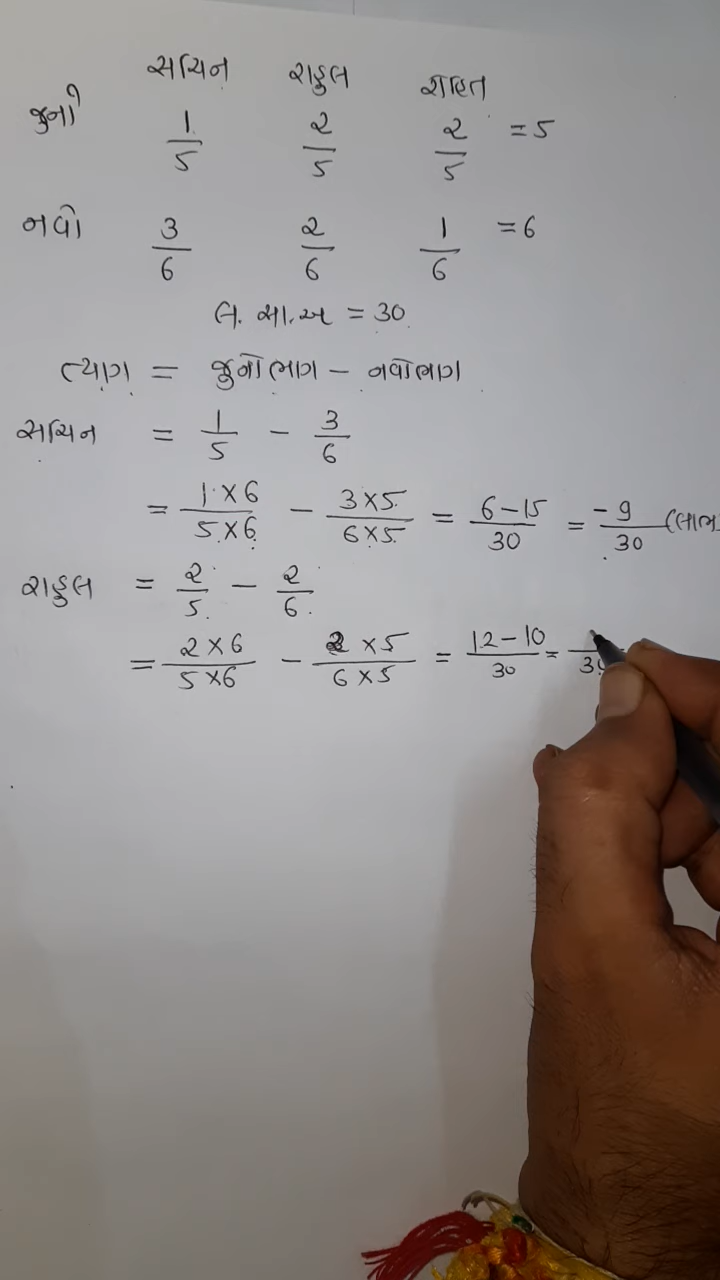 સચિન રાહુલ રોહિત
જુની 1/5 2/5 2/5 = 5
નવી 3/6 2/6 1/6 = 6
લ. સા.અ = 30
ત્યાગ = જુનોભાગ – નવોભાગ
સચિન = 1/5 – 3/6
= 1×6/5×6 – 3×5/6×5 = 6–15/30 = –9/30 (લાભ
રાહુલ = 2/5 – 2/6
= 2×6/5×6 – 2×5/6×5 = 12–10/30 = /30